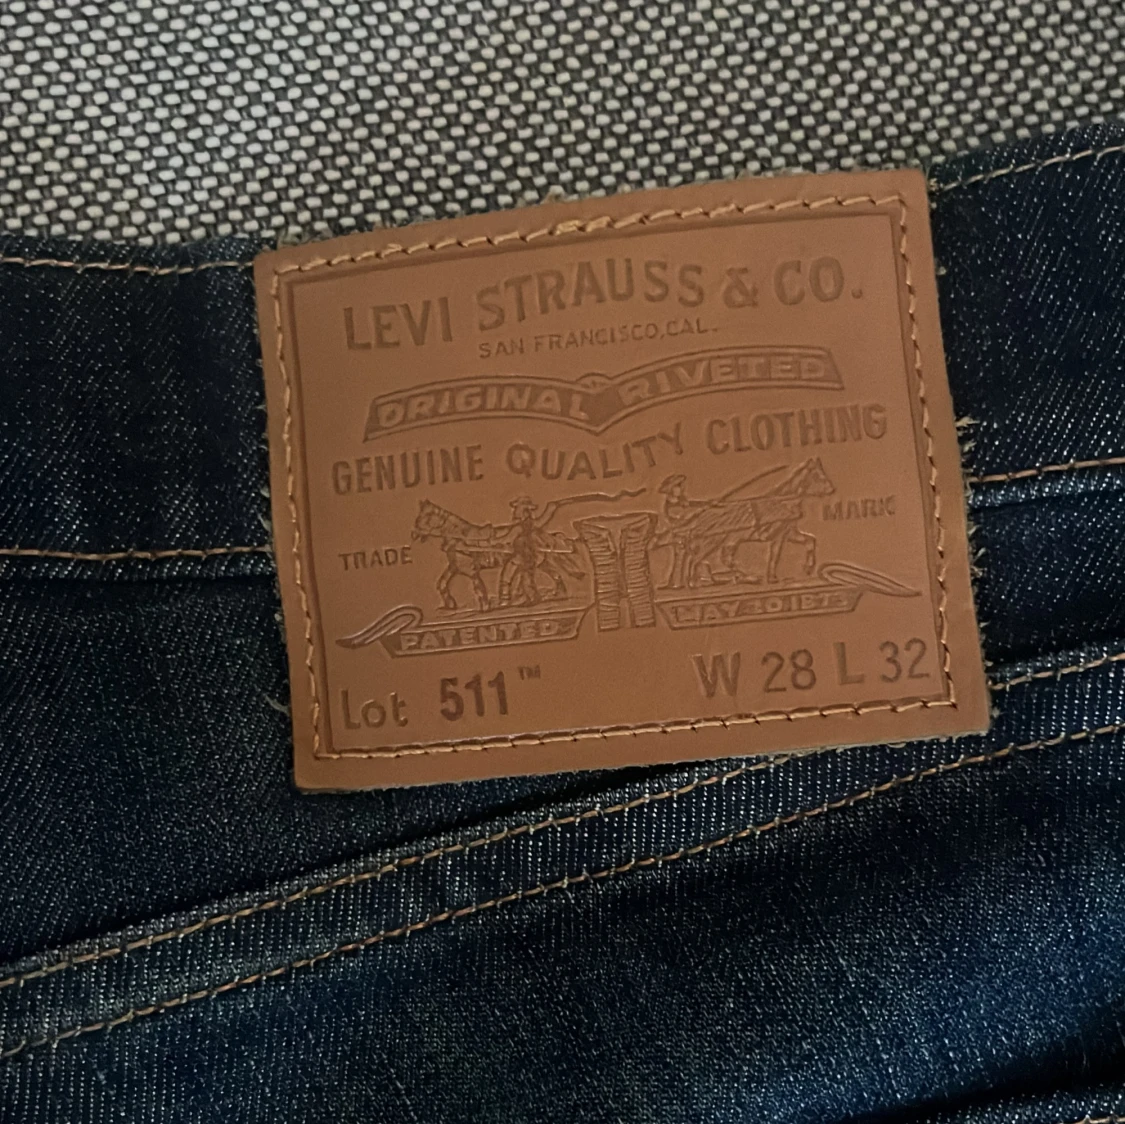 LEVI STRAUSS & CO.
SAN FRANCISCO, CAL.
ORIGINAL RIVETED
GENUINE QUALITY CLOTHING
TRADE MARK
PATENTED MAY 20 1873
Lot 511™ W 28 L 32